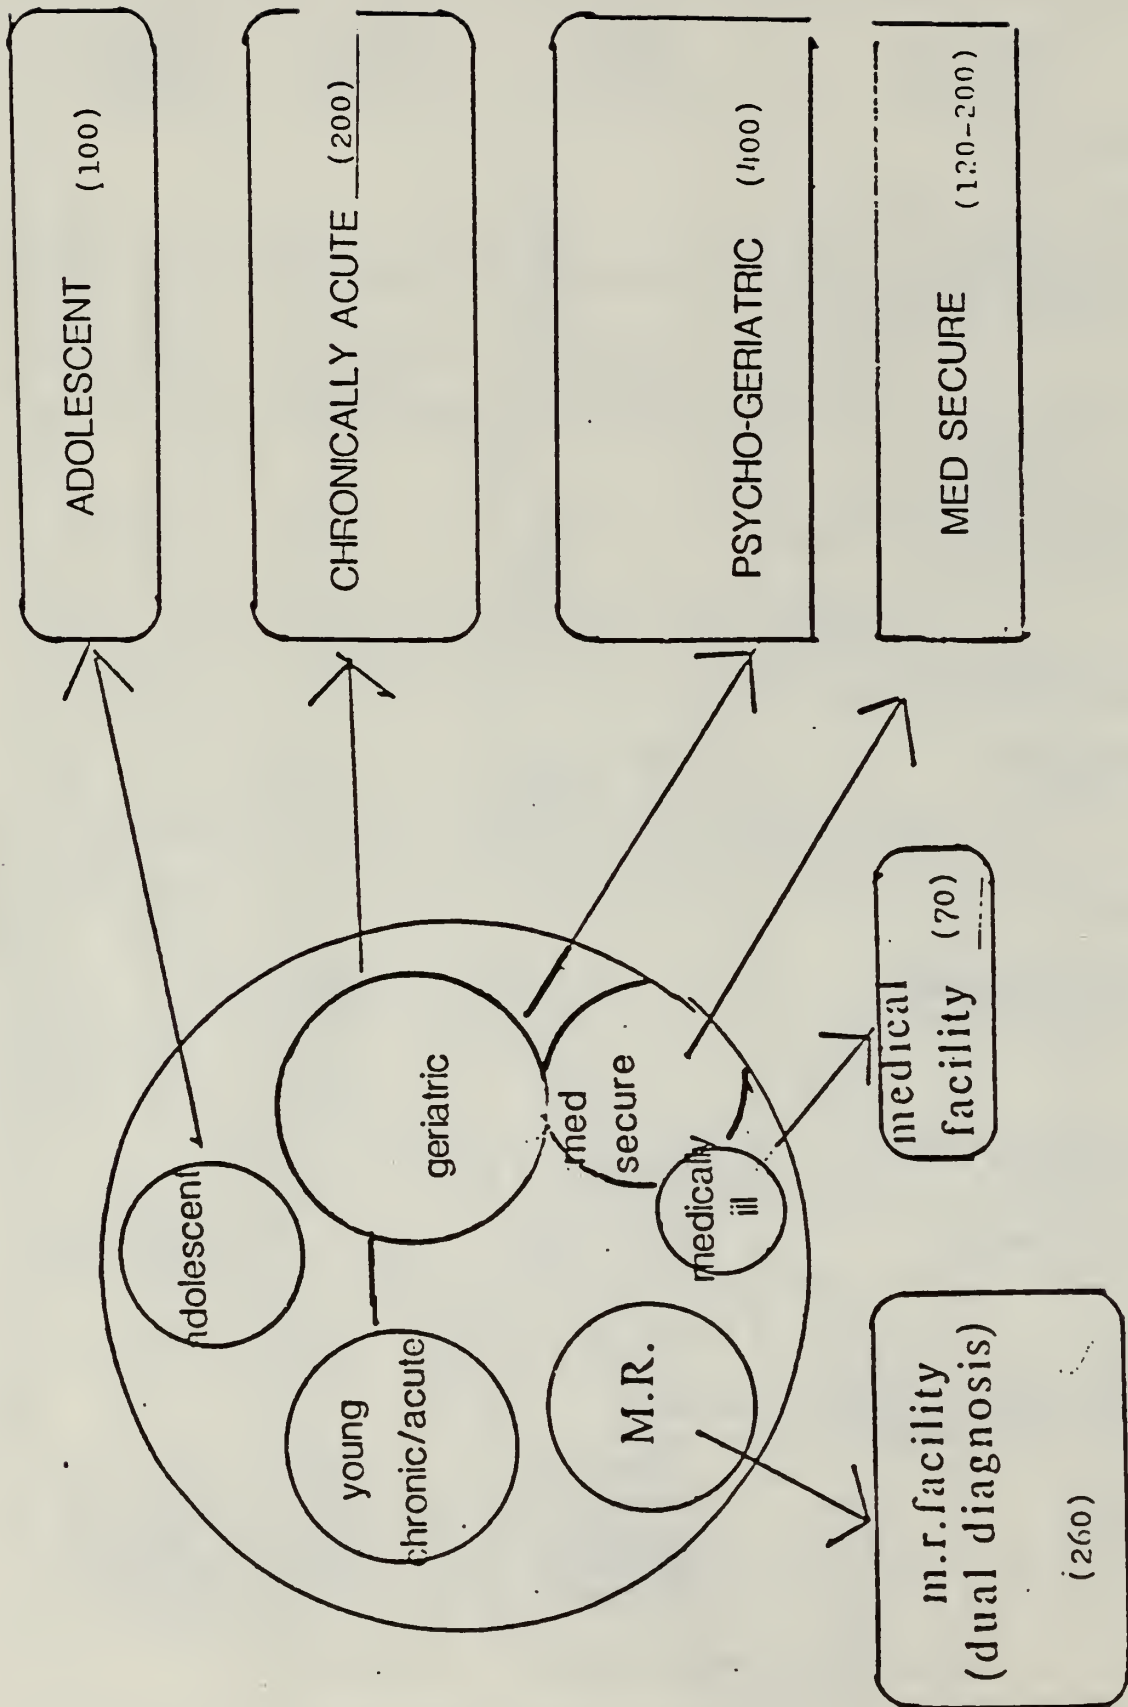 ADOLESCENT (100)
CHRONICALLY ACUTE (200)
PSYCHO-GERIATRIC (400)
MED SECURE (120-200)
adolescent
geriatric
young
chronic/acute
med
secure
medically
ill
M.R.
medical
facility (70)
m.r.facility
(dual diagnosis)
(260)